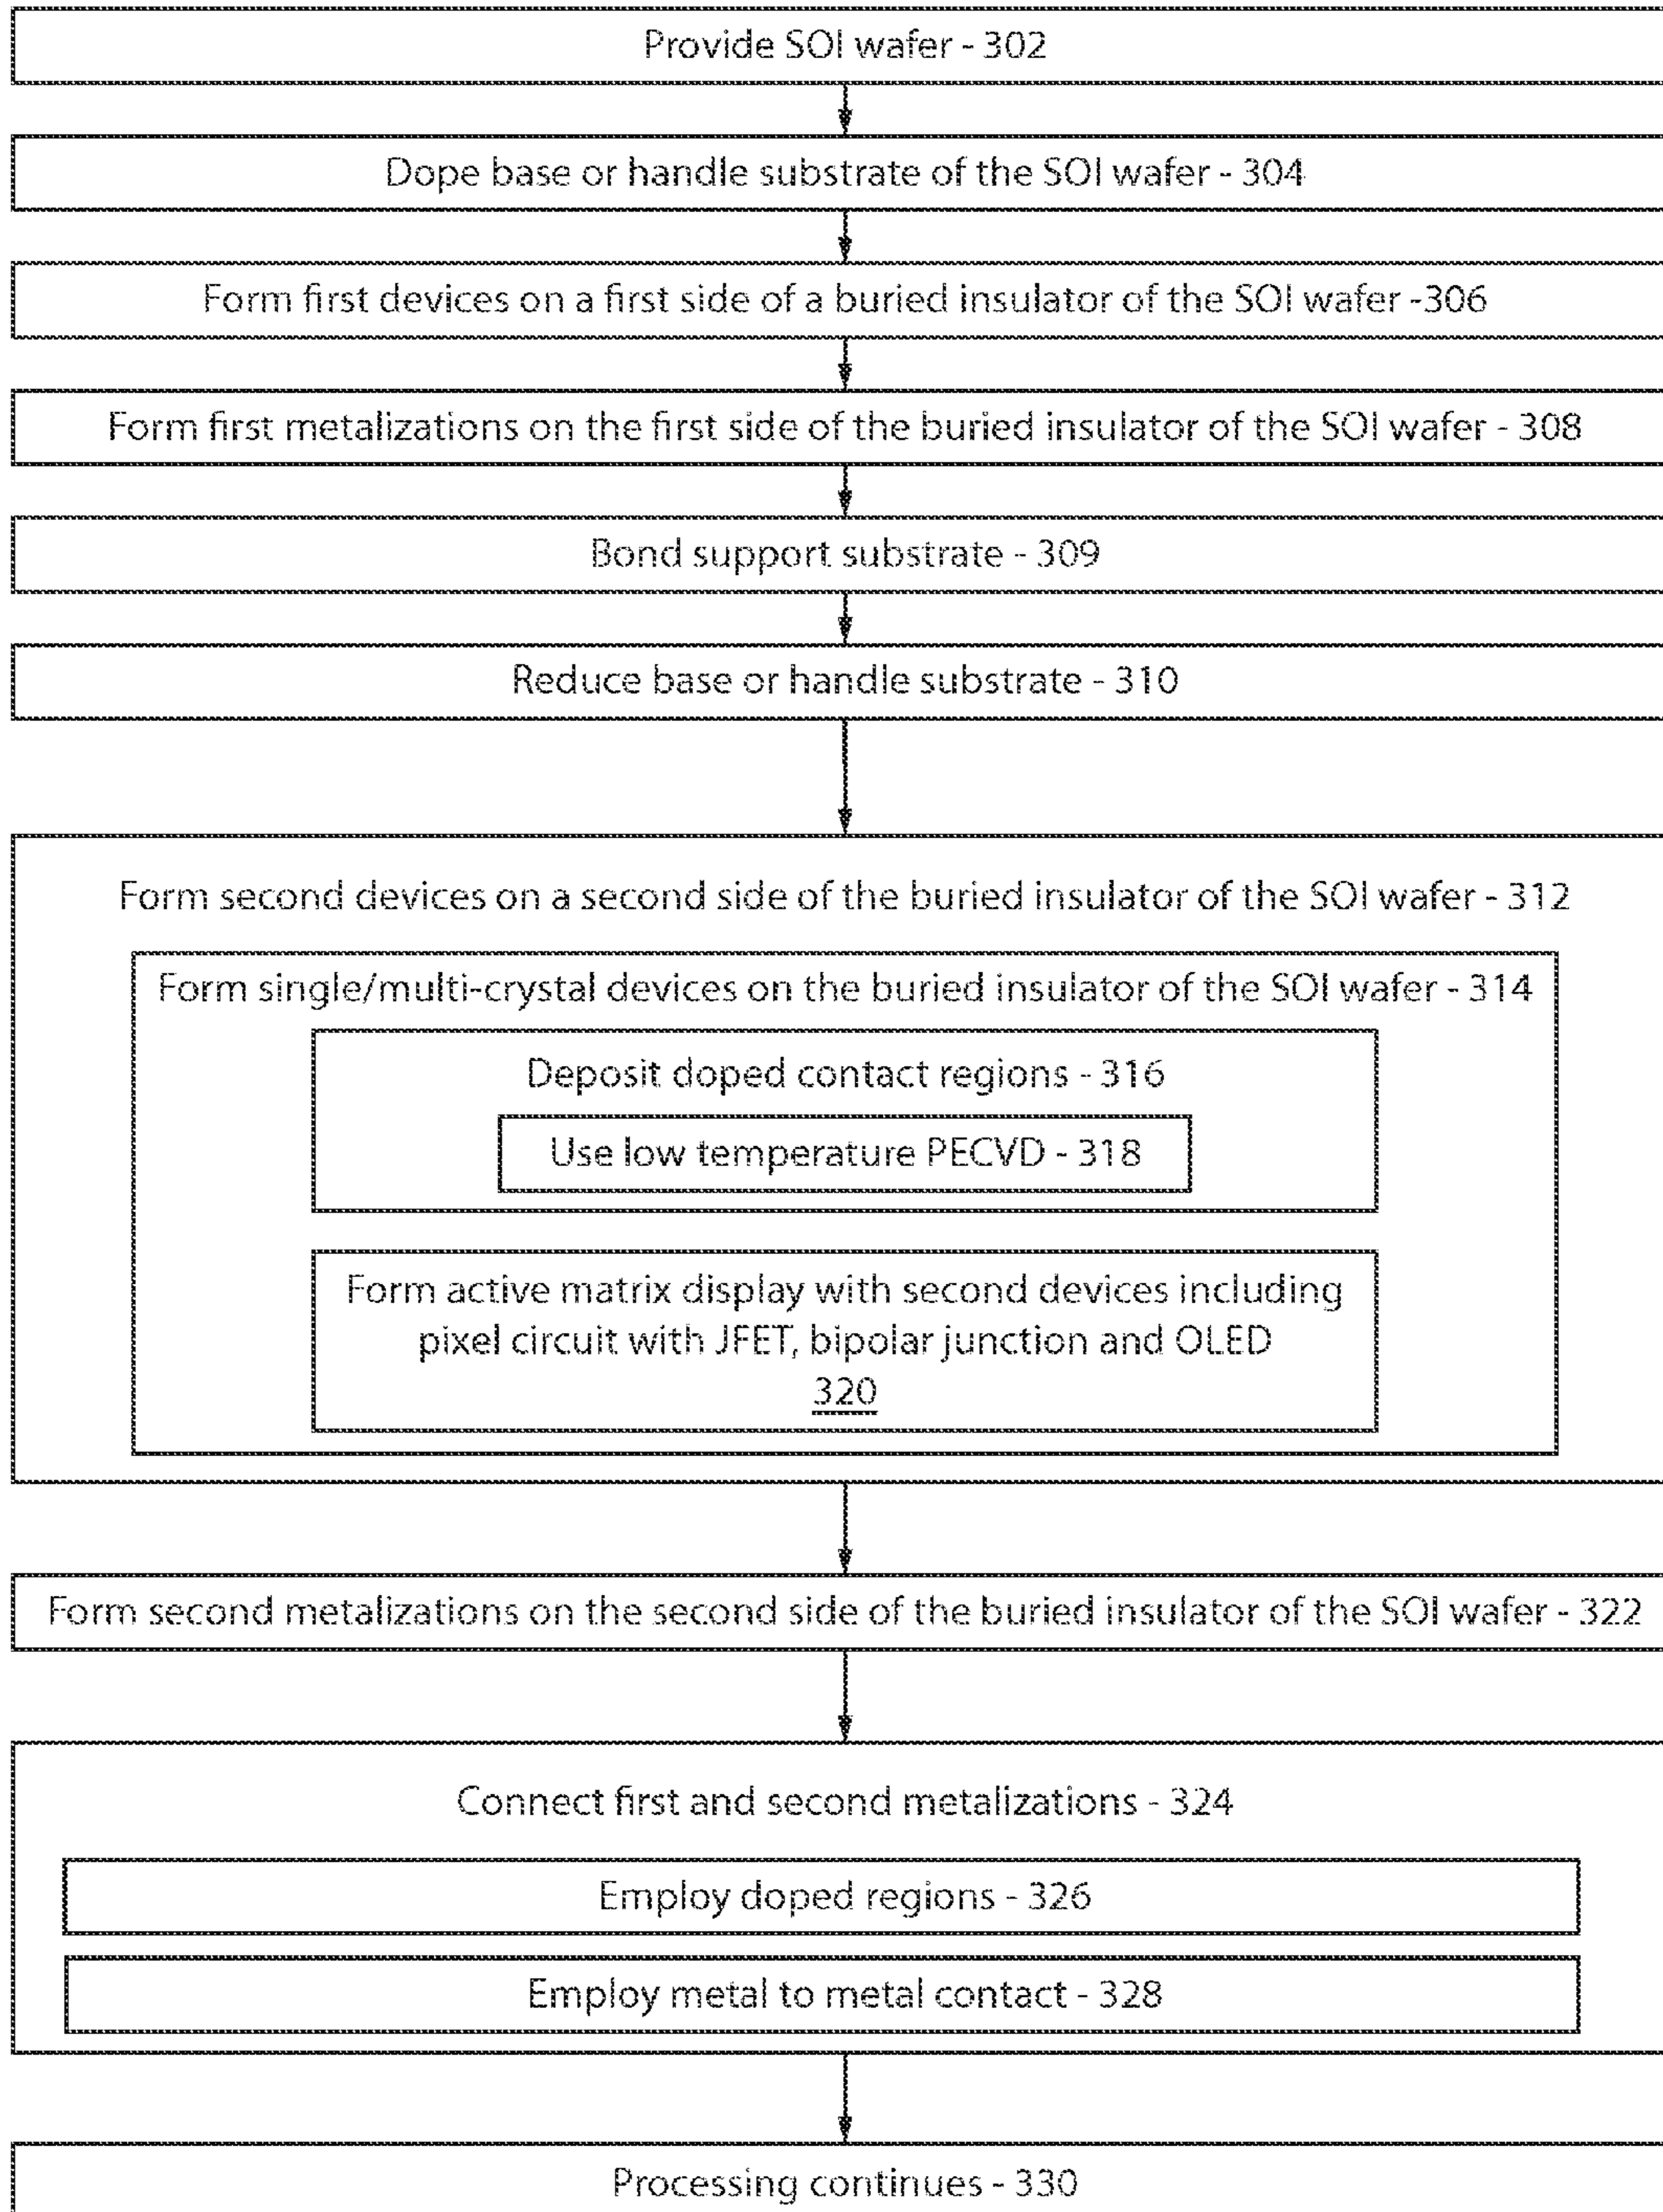 Provide SOI wafer - 302
Dope base or handle substrate of the SOI wafer - 304
Form first devices on a first side of a buried insulator of the SOI wafer -306
Form first metalizations on the first side of the buried insulator of the SOI wafer - 308
Bond support substrate - 309
Reduce base or handle substrate - 310
Form second devices on a second side of the buried insulator of the SOI wafer - 312
Form single/multi-crystal devices on the buried insulator of the SOI wafer - 314
Deposit doped contact regions - 316
Use low temperature PECVD - 318
Form active matrix display with second devices including
pixel circuit with JFET, bipolar junction and OLED
320
Form second metalizations on the second side of the buried insulator of the SOI wafer - 322
Connect first and second metalizations - 324
Employ doped regions - 326
Employ metal to metal contact - 328
Processing continues - 330